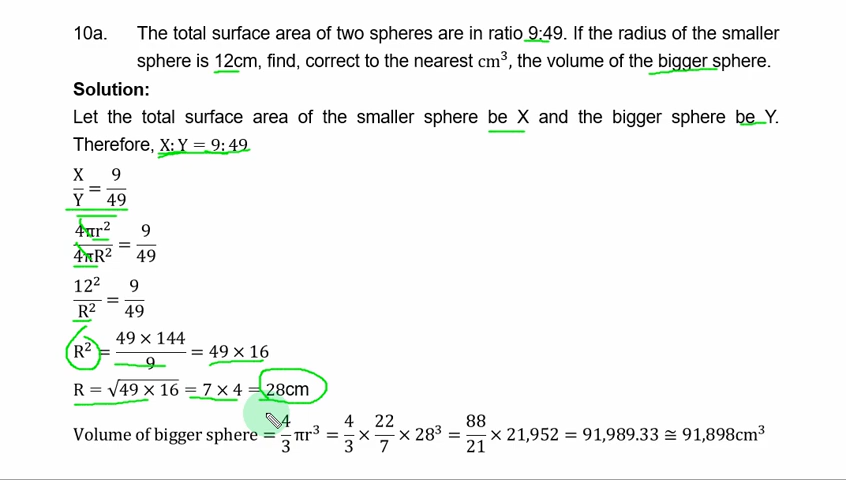 10a. The total surface area of two spheres are in ratio 9:49. If the radius of the smaller
sphere is 12cm, find, correct to the nearest cm³, the volume of the bigger sphere.
Solution:
Let the total surface area of the smaller sphere be X and the bigger sphere be Y.
Therefore, X: Y = 9: 49
X/Y = 9/49
4πr²/4πR² = 9/49
12²/R² = 9/49
R² = (49 × 144)/9 = 49 × 16
R = √(49 × 16) = 7 × 4 = 28cm
Volume of bigger sphere = 4/3 πr³ = 4/3 × 22/7 × 28³ = 88/21 × 21,952 = 91,989.33 ≅ 91,898cm³